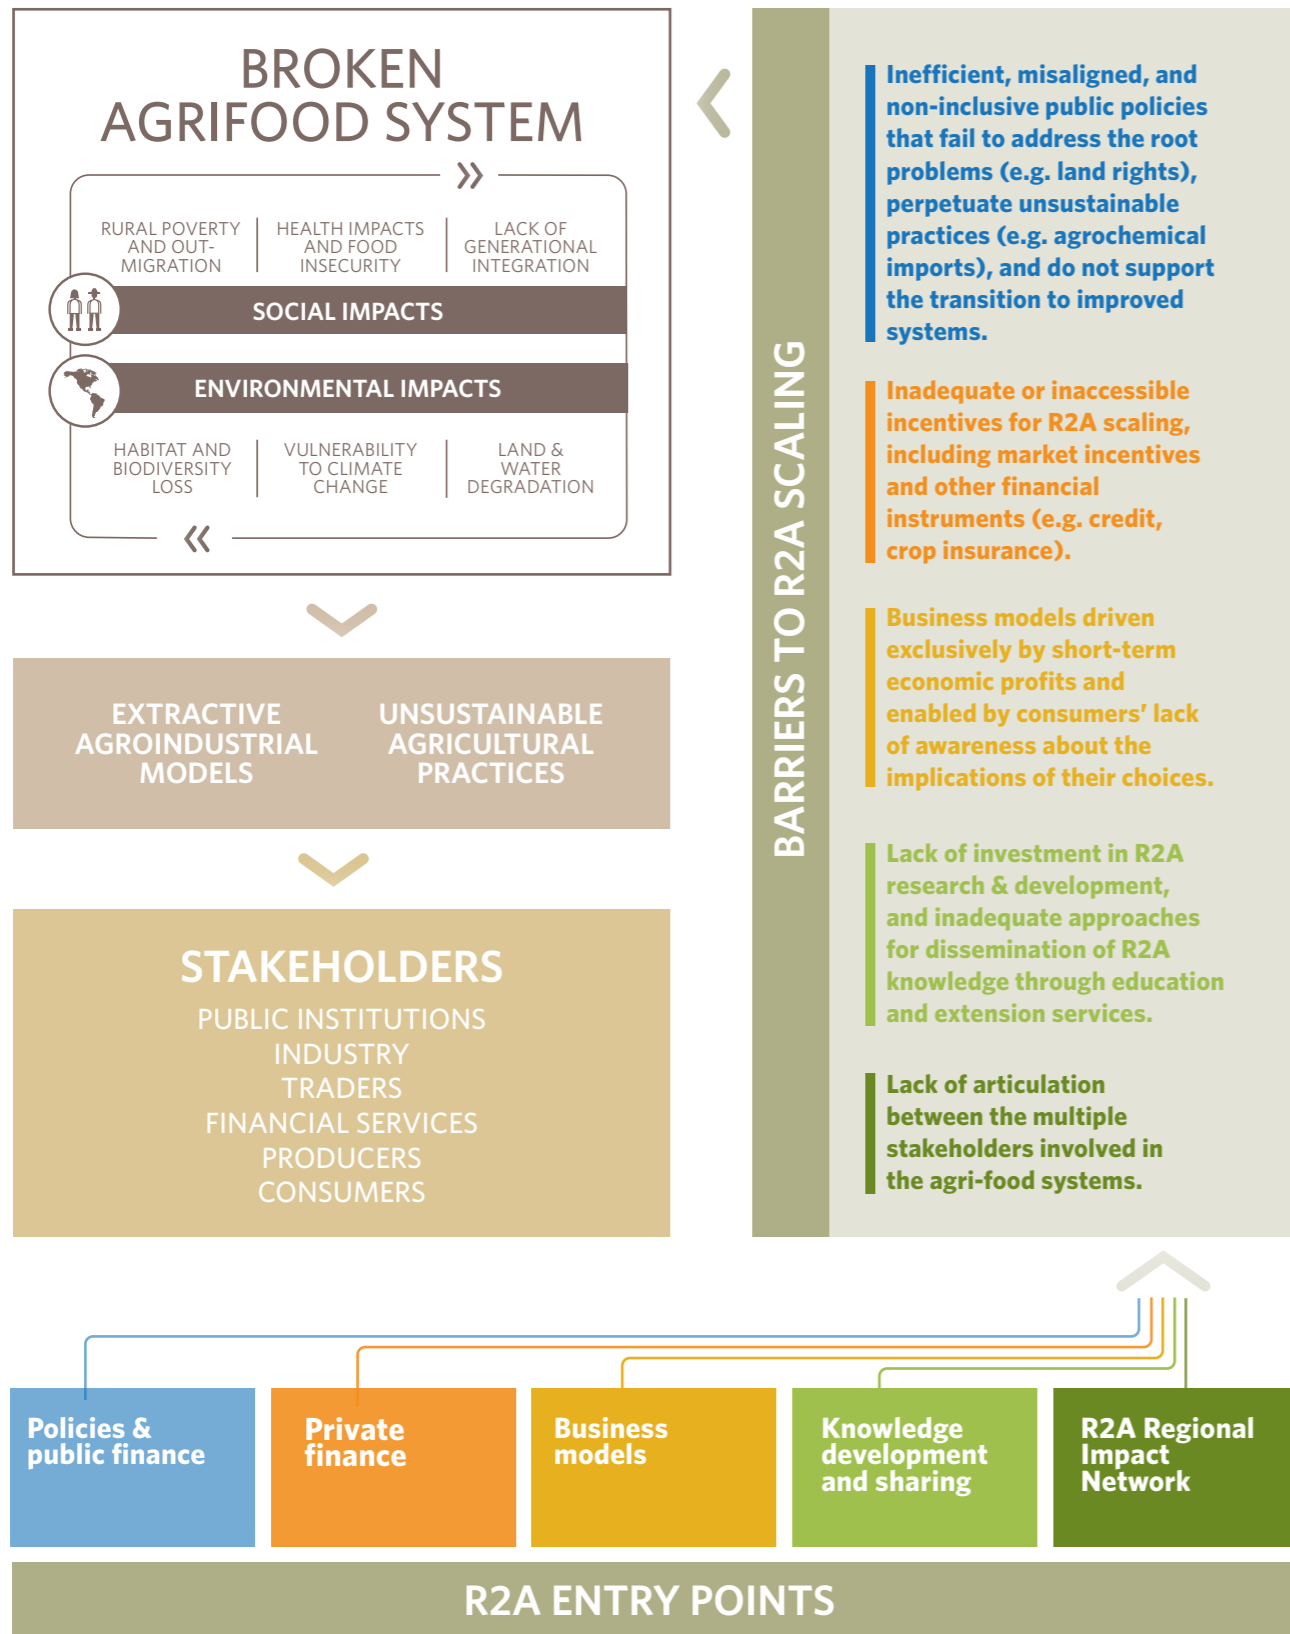 BROKEN
AGRIFOOD SYSTEM
RURAL POVERTY
AND OUT-
MIGRATION
HEALTH IMPACTS
AND FOOD
INSECURITY
LACK OF
GENERATIONAL
INTEGRATION
SOCIAL IMPACTS
ENVIRONMENTAL IMPACTS
HABITAT AND
BIODIVERSITY
LOSS
VULNERABILITY
TO CLIMATE
CHANGE
LAND &
WATER
DEGRADATION
EXTRACTIVE
AGROINDUSTRIAL
MODELS
UNSUSTAINABLE
AGRICULTURAL
PRACTICES
STAKEHOLDERS
PUBLIC INSTITUTIONS
INDUSTRY
TRADERS
FINANCIAL SERVICES
PRODUCERS
CONSUMERS
BARRIERS TO R2A SCALING
Inefficient, misaligned, and
non-inclusive public policies
that fail to address the root
problems (e.g. land rights),
perpetuate unsustainable
practices (e.g. agrochemical
imports), and do not support
the transition to improved
systems.
Inadequate or inaccessible
incentives for R2A scaling,
including market incentives
and other financial
instruments (e.g. credit,
crop insurance).
Business models driven
exclusively by short-term
economic profits and
enabled by consumers’ lack
of awareness about the
implications of their choices.
Lack of investment in R2A
research & development,
and inadequate approaches
for dissemination of R2A
knowledge through education
and extension services.
Lack of articulation
between the multiple
stakeholders involved in
the agri-food systems.
Policies &
public finance
Private
finance
Business
models
Knowledge
development
and sharing
R2A Regional
Impact
Network
R2A ENTRY POINTS